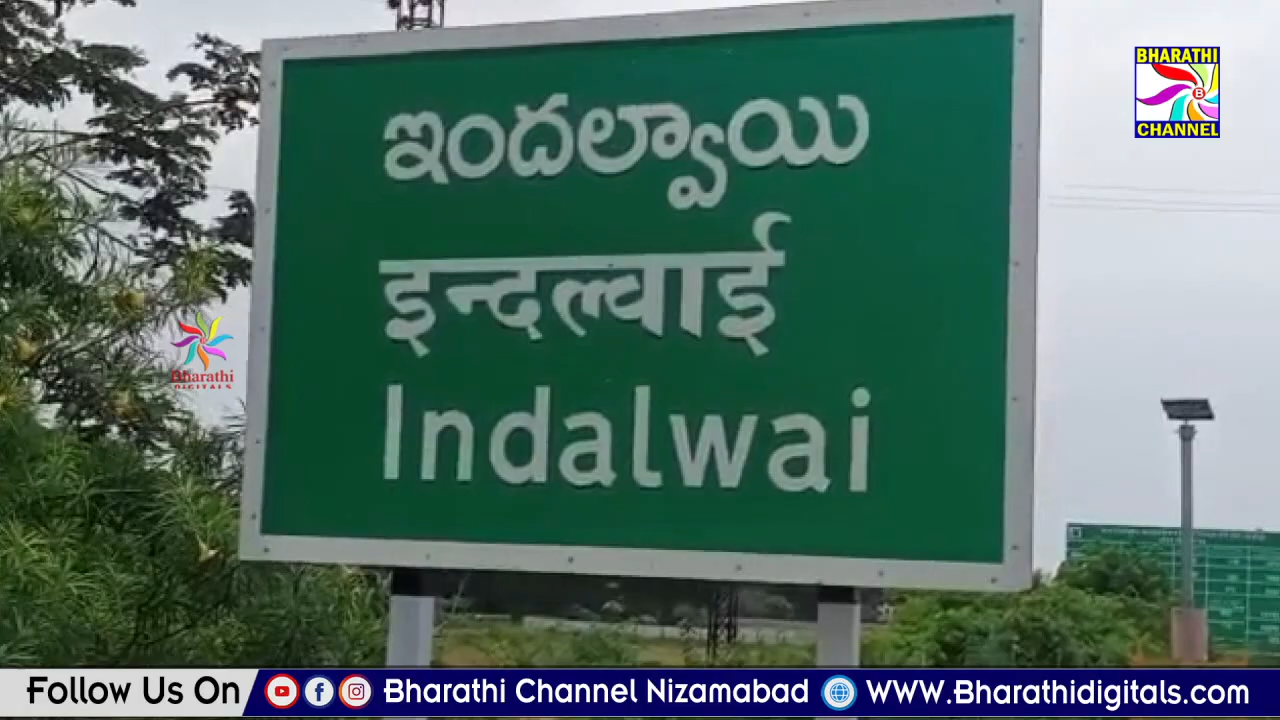 BHARATHI
CHANNEL
ఇందల్వాయి
इन्दल्वाई
Indalwai
Bharathi
DIGITALS
Follow Us On Bharathi Channel Nizamabad www.Bharathidigitals.com